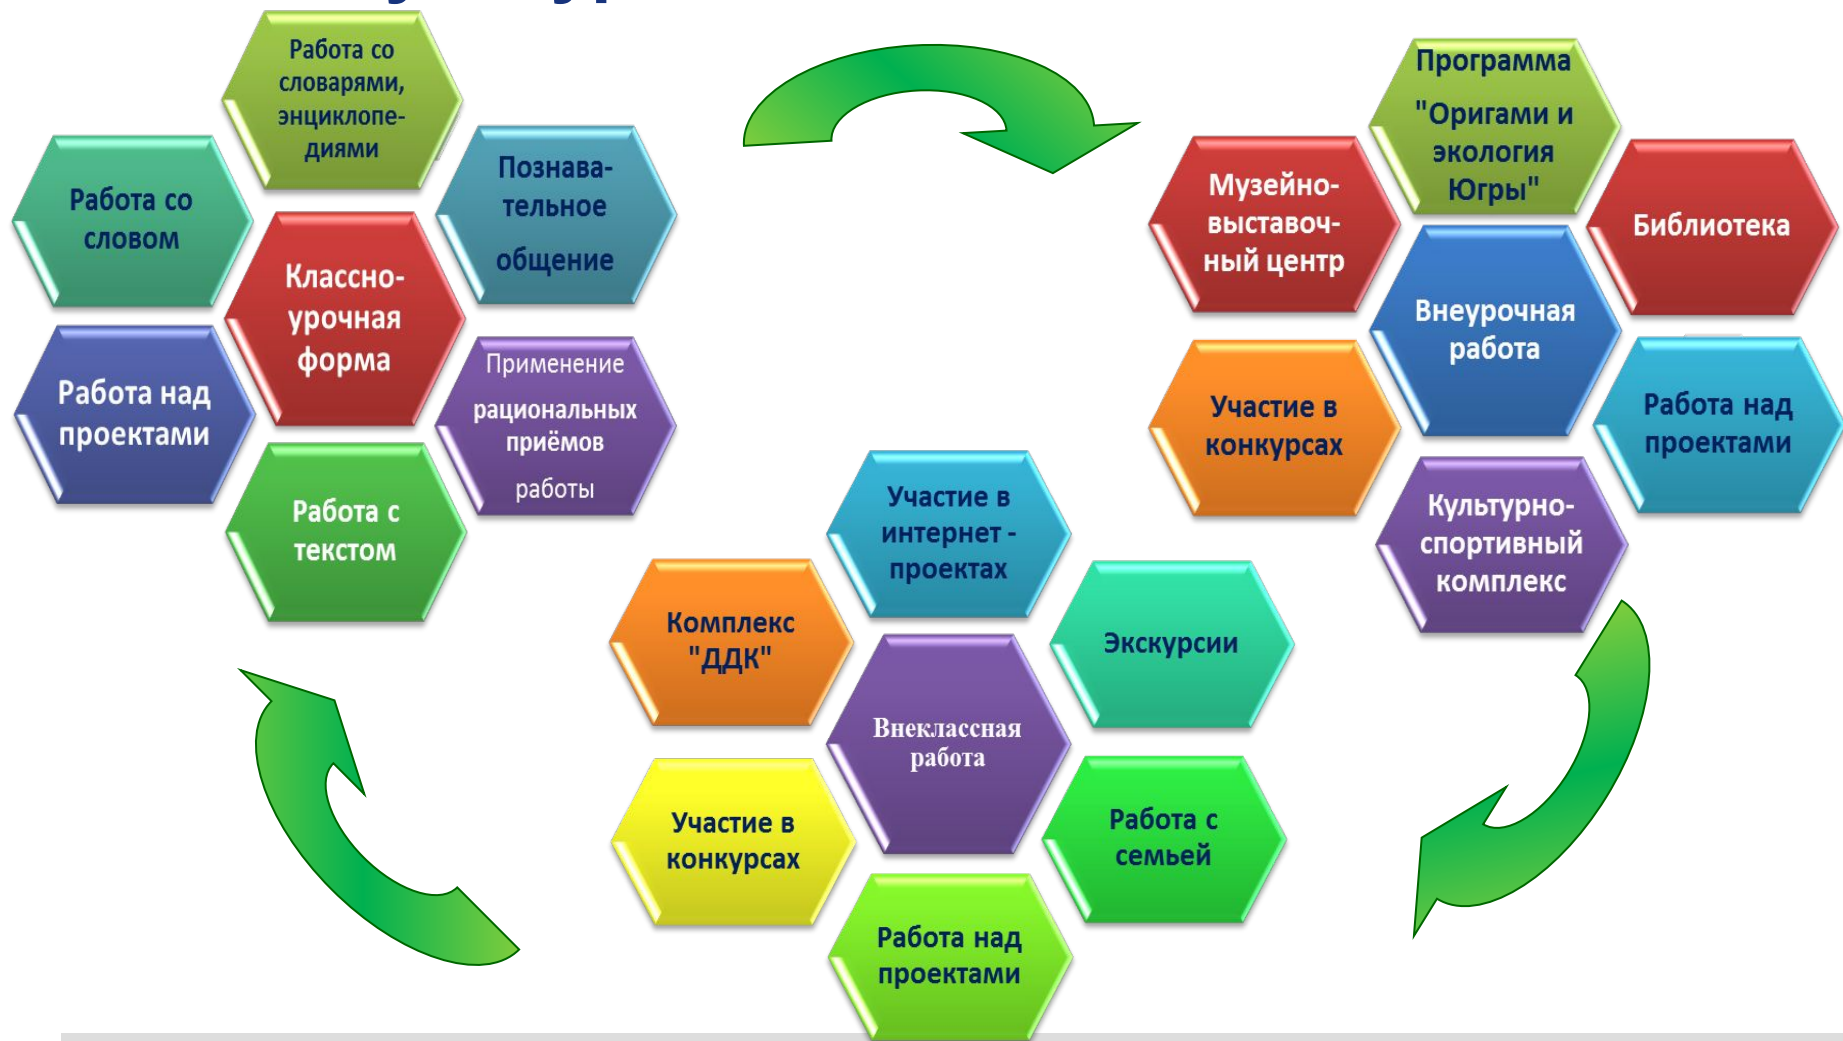 Работа со
словарями,
энциклопе-
диями
Работа со
словом
Познава-
тельное
общение
Классно-
урочная
форма
Работа над
проектами
Применение
рациональных
приёмов
работы
Работа с
текстом
Программа
"Оригами и
экология
Югры"
Музейно-
выставоч-
ный центр
Библиотека
Внеурочная
работа
Участие в
конкурсах
Работа над
проектами
Культурно-
спортивный
комплекс
Участие в
интернет -
проектах
Комплекс
"ДДК"
Экскурсии
Внеклассная
работа
Участие в
конкурсах
Работа с
семьей
Работа над
проектами